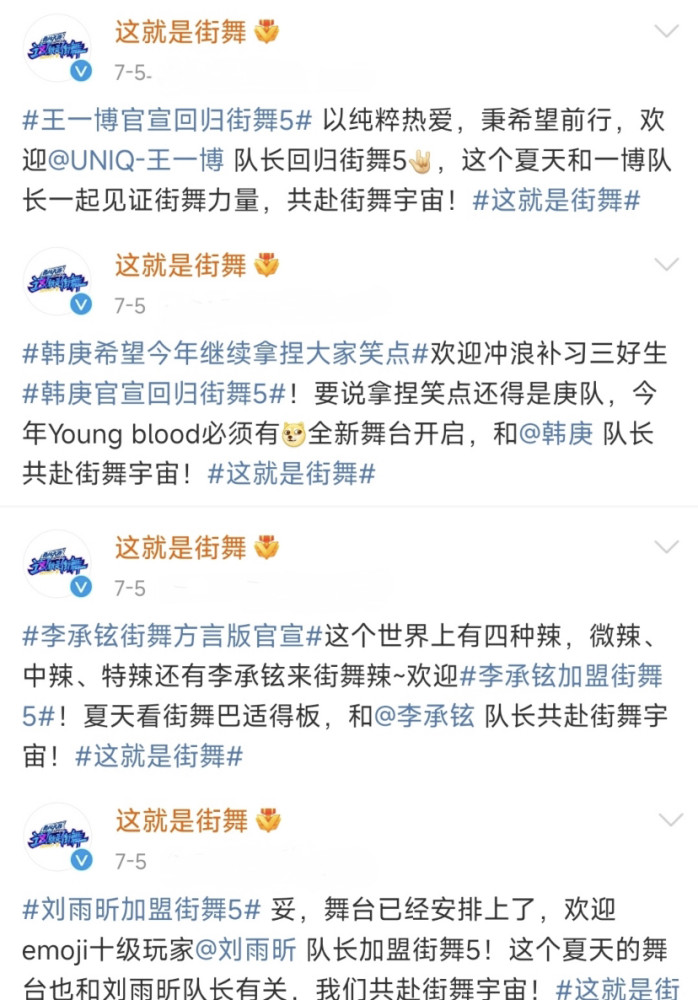 这就是街舞
7-5
#王一博官宣回归街舞5# 以纯粹热爱，秉希望前行，欢
迎@UNIQ-王一博 队长回归街舞5🤟，这个夏天和一博队
长一起见证街舞力量，共赴街舞宇宙！#这就是街舞#
这就是街舞
7-5
#韩庚希望今年继续拿捏大家笑点#欢迎冲浪补习三好生
#韩庚官宣回归街舞5#！要说拿捏笑点还得是庚队，今
年Young blood必须有全新舞台开启，和@韩庚 队长
共赴街舞宇宙！#这就是街舞#
这就是街舞
7-5
#李承铉街舞方言版官宣#这个世界上有四种辣，微辣、
中辣、特辣还有李承铉来街舞辣~欢迎#李承铉加盟街舞
5#！夏天看街舞巴适得板，和@李承铉 队长共赴街舞宇
宙！#这就是街舞#
这就是街舞
7-5
#刘雨昕加盟街舞5# 妥，舞台已经安排上了，欢迎
emoji十级玩家@刘雨昕 队长加盟街舞5！这个夏天的舞
台也和刘雨昕队长有关，我们共赴街舞宇宙！#这就是街